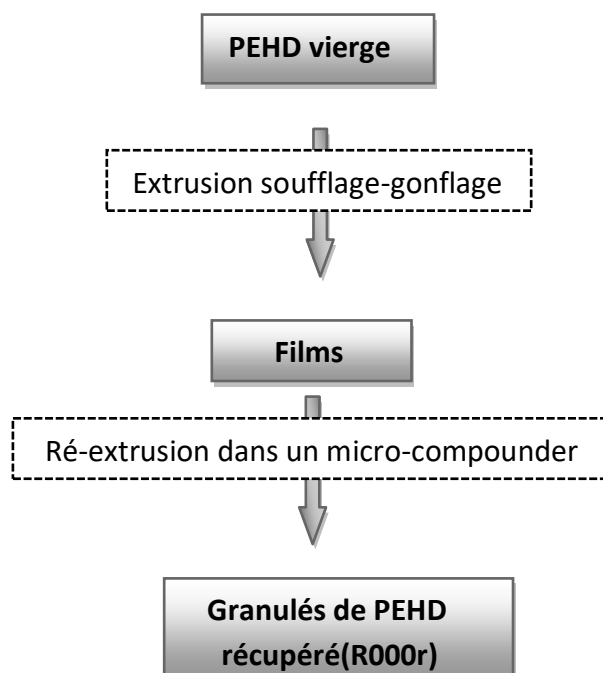 PEHD vierge
Extrusion soufflage-gonflage
Films
Ré-extrusion dans un micro-compounder
Granulés de PEHD
récupéré(R000r)